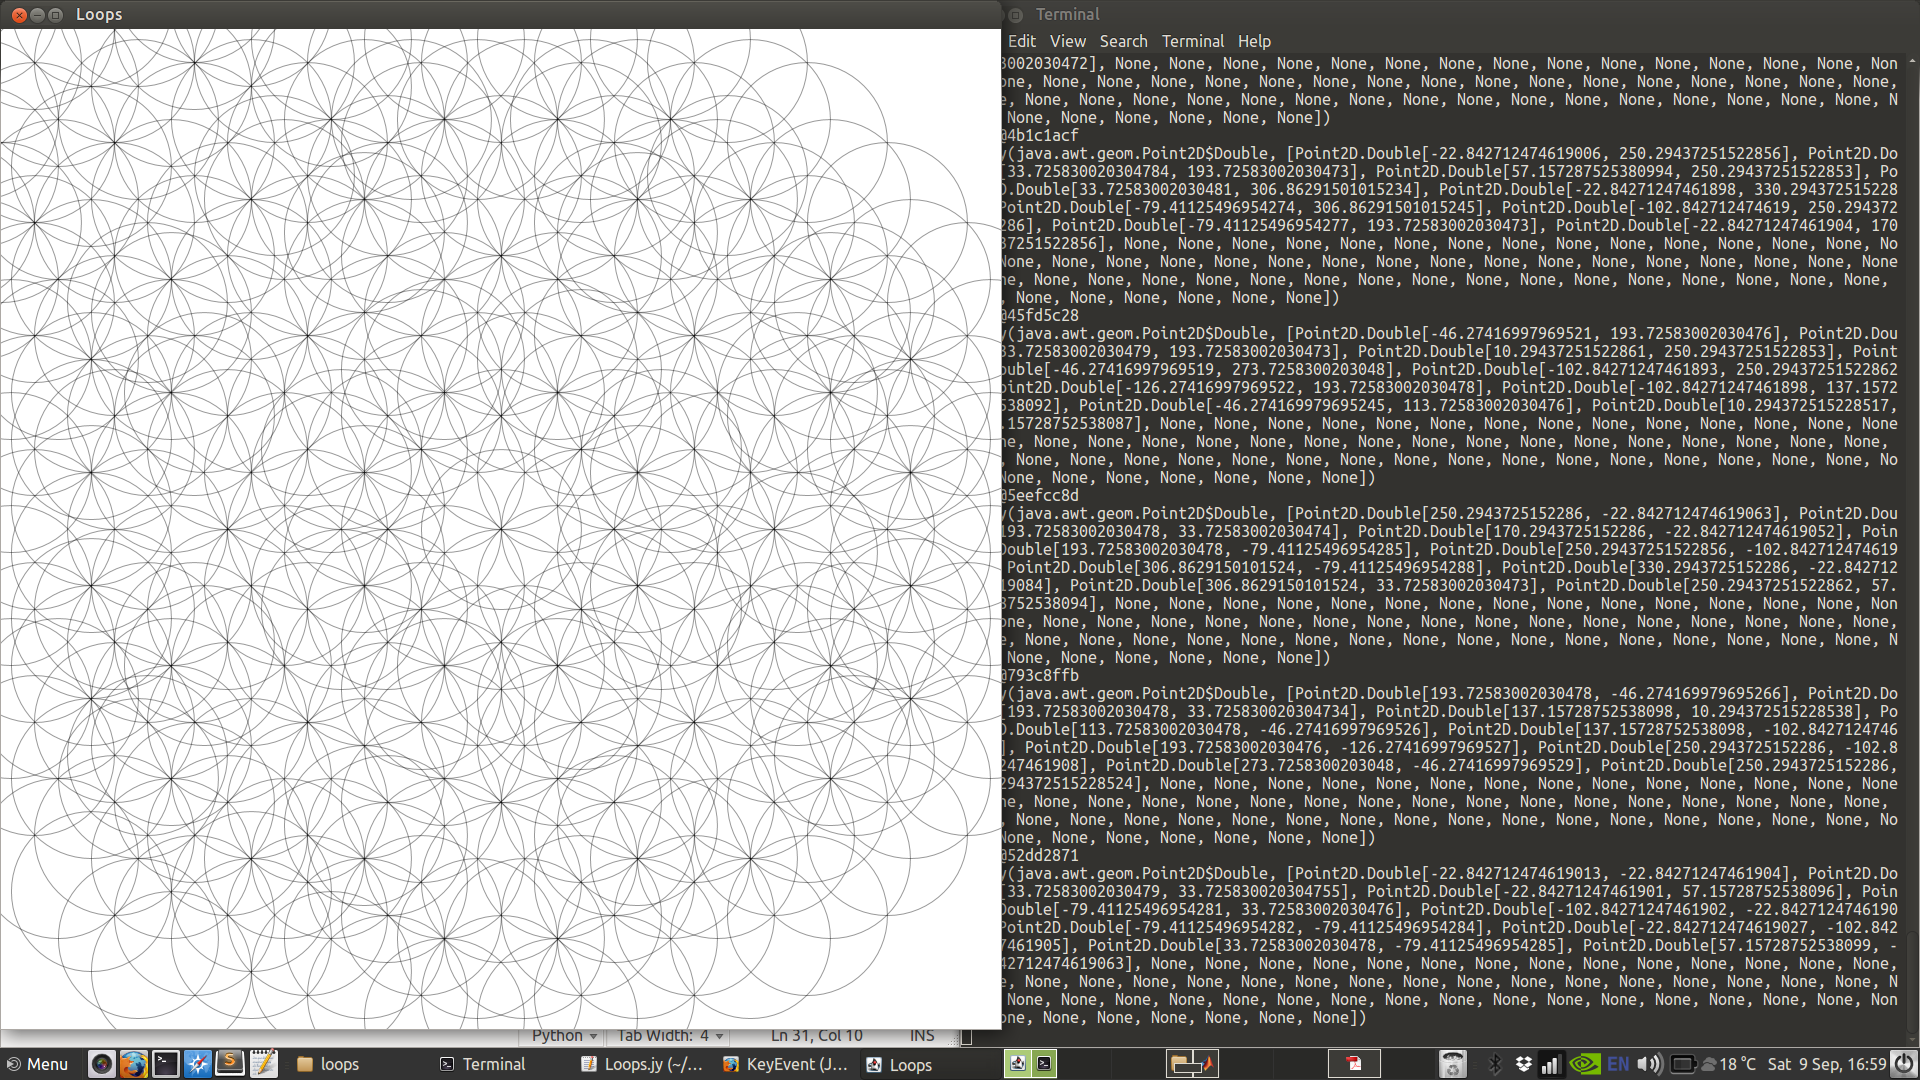 Loops
Terminal
Edit View Search Terminal Help
3002030472], None, None, None, None, None, None, None, None, None, None, None, None, None, None, Non
one, None, None, None, None, None, None, None, None, None, None, None, None, None, None, None, None,
e, None, None, None, None, None, None, None, None, None, None, None, None, None, None, None, None, N
None, None, None, None, None, None])
@4b1c1acf
y(java.awt.geom.Point2D$Double, [Point2D.Double[-22.842712474619006, 250.29437251522856], Point2D.Do
[33.725830020304784, 193.7258300203​0473], Point2D.Double[57.157287525380994, 250.29437251522853], Po
D.Double[33.72583002030481, 306.86291501015234], Point2D.Double[-22.84271247461898, 330.294372515228
Point2D.Double[-79.41125496954274, 306.86291501015245], Point2D.Double[-102.842712474619, 250.294372
286], Point2D.Double[-79.41125496954277, 193.72583002030473], Point2D.Double[-22.84271247461904, 170
37251522856], None, None, None, None, None, None, None, None, None, None, None, None, None, None, No
None, None, None, None, None, None, None, None, None, None, None, None, None, None, None, None, None
ne, None, None, None, None, None, None, None, None, None, None, None, None, None, None, None, None,
, None, None, None, None, None, None])
@45fd5c28
y(java.awt.geom.Point2D$Double, [Point2D.Double[-46.27416997969521, 193.72583002030476], Point2D.Dou
33.72583002030479, 193.72583002030473], Point2D.Double[10.29437251522861, 250.29437251522853], Point
ouble[-46.27416997969519, 273.7258302003048], Point2D.Double[-102.84271247461893, 250.29437251522862
oint2D.Double[-126.27416997969522, 193.72583002030478], Point2D.Double[-102.84271247461898, 137.1572
538092], Point2D.Double[-46.274169979695245, 113.72583002030476], Point2D.Double[10.294372515228517,
.15728752538087], None, None, None, None, None, None, None, None, None, None, None, None, None, None
ne, None, None, None, None, None, None, None, None, None, None, None, None, None, None, None, None,
, None, None, None, None, None, None, None, None, None, None, None, None, None, None, None, None, No
None, None, None, None, None, None, None])
@5eefcc8d
y(java.awt.geom.Point2D$Double, [Point2D.Double[250.2943725152286, -22.842712474619063], Point2D.Dou
193.72583002030478, 33.72583002030474], Point2D.Double[170.2943725152286, -22.842712474619052], Poin
Double[193.72583002030478, -79.41125496954285], Point2D.Double[250.29437251522856, -102.842712474619
Point2D.Double[306.8629150101524, -79.41125496954288], Point2D.Double[330.2943725152286, -22.842712
19084], Point2D.Double[306.8629150101524, 33.72583002030473], Point2D.Double[250.29437251522862, 57.
8752538094], None, None, None, None, None, None, None, None, None, None, None, None, None, None, Non
one, None, None, None, None, None, None, None, None, None, None, None, None, None, None, None, None,
e, None, None, None, None, None, None, None, None, None, None, None, None, None, None, None, None, N
None, None, None, None, None, None])
@793c8ffb
y(java.awt.geom.Point2D$Double, [Point2D.Double[193.72583002030478, -46.274169979695266], Point2D.Do
[193.72583002030478, 33.725830020304734], Point2D.Double[137.15728752538098, 10.294372515228538], Po
D.Double[113.72583002030478, -46.27416997969526], Point2D.Double[137.15728752538098, -102.8427124746
], Point2D.Double[193.72583002030476, -126.27416997969527], Point2D.Double[250.2943725152286, -102.8
247461908], Point2D.Double[273.7258302003048, -46.27416997969529], Point2D.Double[250.2943725152286,
294372515228524], None, None, None, None, None, None, None, None, None, None, None, None, None, None
ne, None, None, None, None, None, None, None, None, None, None, None, None, None, None, None, None,
, None, None, None, None, None, None, None, None, None, None, None, None, None, None, None, None, No
None, None, None, None, None, None, None])
@52dd2871
y(java.awt.geom.Point2D$Double, [Point2D.Double[-22.842712474619013, -22.84271247461904], Point2D.Do
[33.72583002030479, 33.725830020304755], Point2D.Double[-22.84271247461901, 57.15728752538096], Poin
Double[-79.41125496954281, 33.72583002030476], Point2D.Double[-102.84271247461902, -22.8427124746190
Point2D.Double[-79.41125496954282, -79.41125496954284], Point2D.Double[-22.84271247461​9027, -102.842
7461905], Point2D.Double[33.72583002030478, -79.41125496954285], Point2D.Double[57.15728752538099, -
42712474619063], None, None, None, None, None, None, None, None, None, None, None, None, None, None,
e, None, None, None, None, None, None, None, None, None, None, None, None, None, None, None, None, N
None, None, None, None, None, None, None, None, None, None, None, None, None, None, None, None, Non
one, None, None, None, None, None, None])
Python Tab Width: 4 Ln 31, Col 10 INS
Menu loops Terminal Loops.jy (~/... KeyEvent (J... Loops EN 18 °C Sat 9 Sep, 16:59